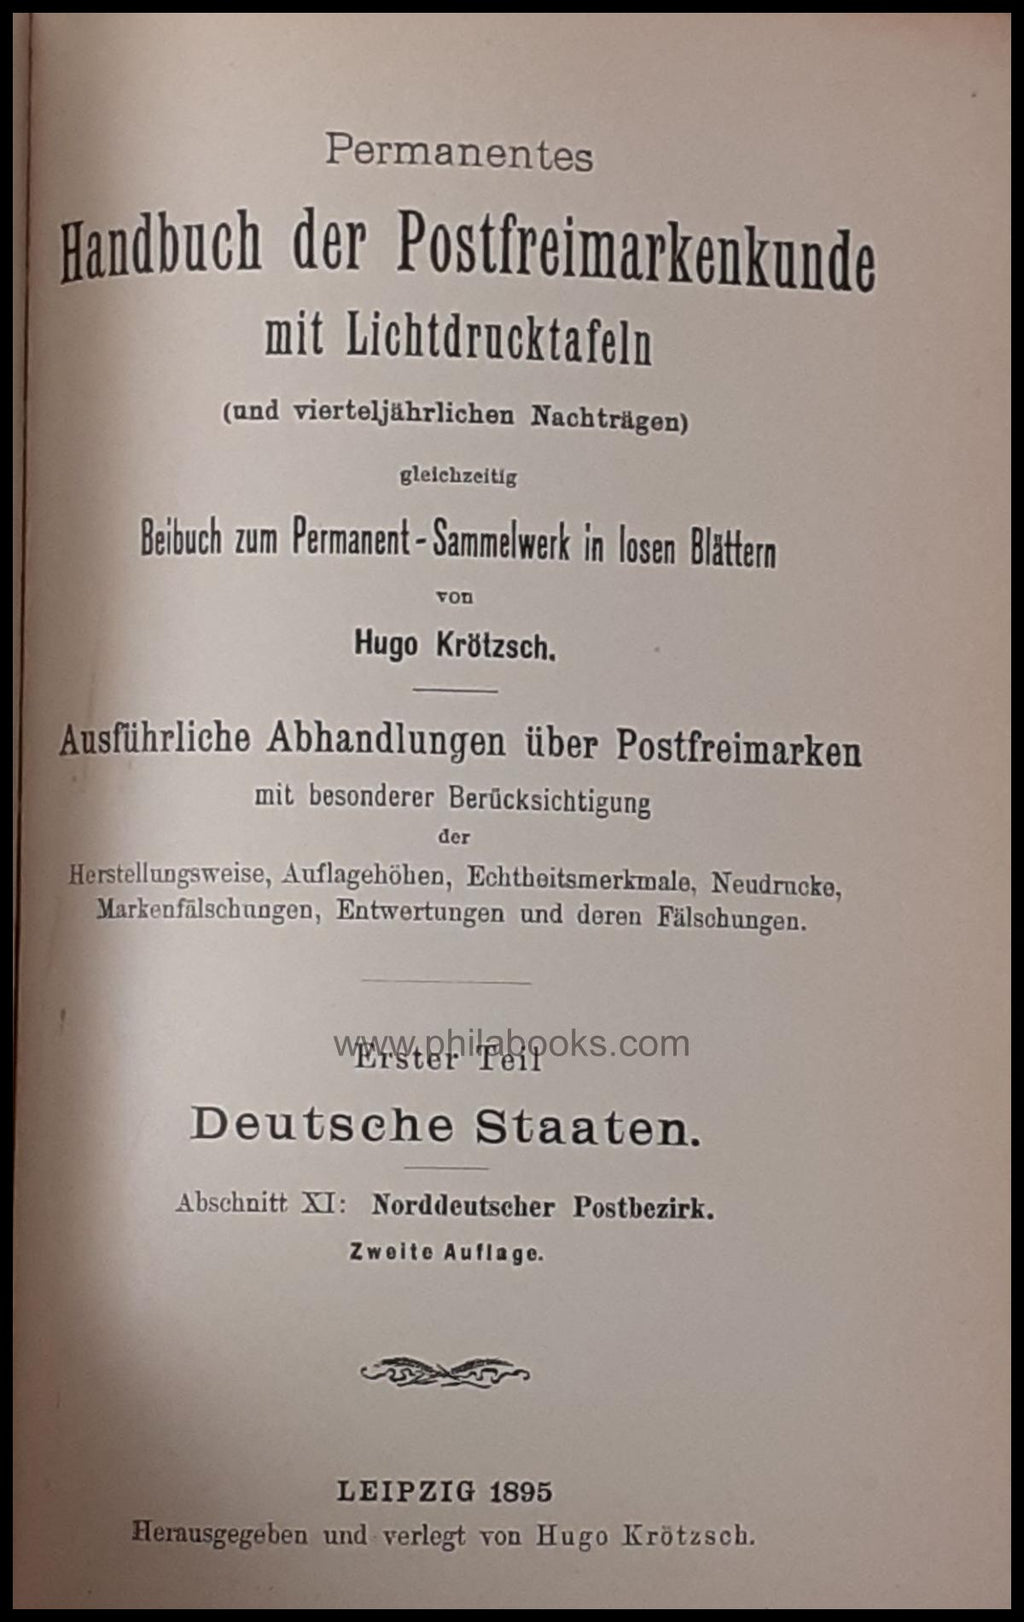 Permanentes
Handbuch der Postfreimarkenkunde
mit Lichtdrucktafeln
(und vierteljährlichen Nachträgen)
gleichzeitig
Beibuch zum Permanent-Sammelwerk in losen Blättern
von
Hugo Krötzsch.
Ausführliche Abhandlungen über Postfreimarken
mit besonderer Berücksichtigung
der
Herstellungsweise, Auflagehöhen, Echtheitsmerkmale, Neudrucke,
Markenfälschungen, Entwertungen und deren Fälschungen.
www.philabooks.com
Erster Teil
Deutsche Staaten.
Abschnitt XI: Norddeutscher Postbezirk.
Zweite Auflage.
LEIPZIG 1895
Herausgegeben und verlegt von Hugo Krötzsch.